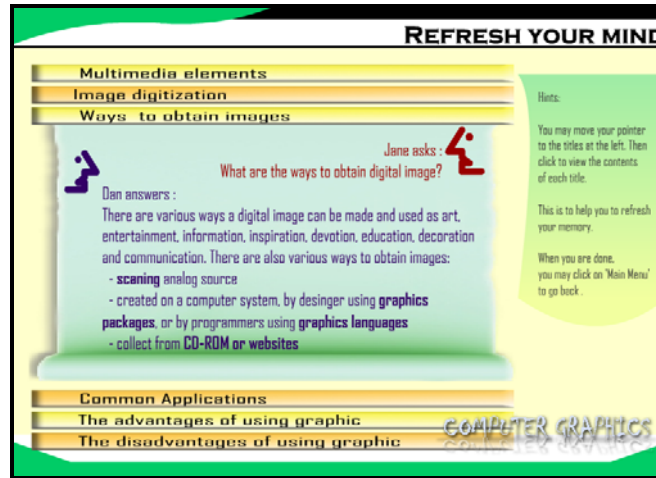 REFRESH YOUR MIND
Multimedia elements
Image digitization
Ways to obtain images
Jane asks :
What are the ways to obtain digital image?
Dan answers :
There are various ways a digital image can be made and used as art,
entertainment, information, inspiration, devotion, education, decoration
and communication. There are also various ways to obtain images:
- scaning analog source
- created on a computer system, by desinger using graphics
packages, or by programmers using graphics languages
- collect from CD-ROM or websites
Common Applications
The advantages of using graphic
The disadvantages of using graphic
Hints:
You may move your pointer
to the titles at the left. Then
click to view the contents
of each title.
This is to help you to refresh
your memory.
When you are done,
you may click on 'Main Menu'
to go back .
COMPUTER GRAPHICS